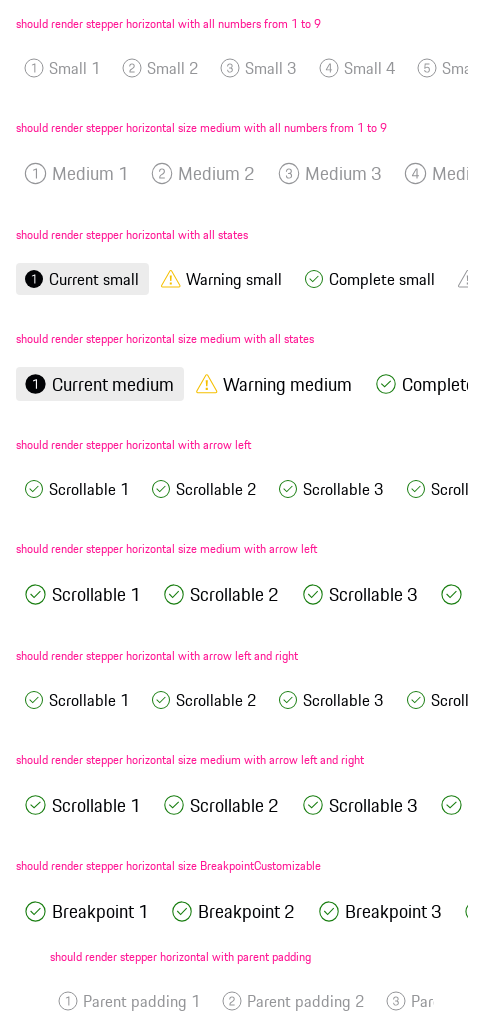 should render stepper horizontal with all numbers from 1 to 9
1 Small 1 2 Small 2 3 Small 3 4 Small 4 5 Sma
should render stepper horizontal size medium with all numbers from 1 to 9
1 Medium 1 2 Medium 2 3 Medium 3 4 Medi
should render stepper horizontal with all states
1 Current small Warning small Complete small
should render stepper horizontal size medium with all states
1 Current medium Warning medium Complete
should render stepper horizontal with arrow left
Scrollable 1 Scrollable 2 Scrollable 3 Scroll
should render stepper horizontal size medium with arrow left
Scrollable 1 Scrollable 2 Scrollable 3
should render stepper horizontal with arrow left and right
Scrollable 1 Scrollable 2 Scrollable 3 Scroll
should render stepper horizontal size medium with arrow left and right
Scrollable 1 Scrollable 2 Scrollable 3
should render stepper horizontal size BreakpointCustomizable
Breakpoint 1 Breakpoint 2 Breakpoint 3
should render stepper horizontal with parent padding
1 Parent padding 1 2 Parent padding 2 3 Par